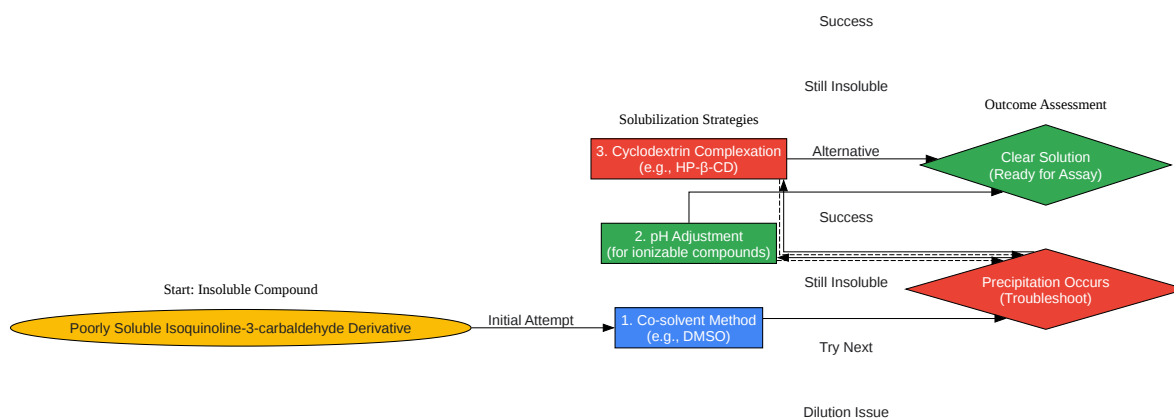 Success
Still Insoluble
Solubilization Strategies
Outcome Assessment
3. Cyclodextrin Complexation
(e.g., HP-β-CD)
Alternative
Clear Solution
(Ready for Assay)
Success
2. pH Adjustment
(for ionizable compounds)
Still Insoluble
Precipitation Occurs
(Troubleshoot)
Start: Insoluble Compound
Poorly Soluble Isoquinoline-3-carbaldehyde Derivative
Initial Attempt
1. Co-solvent Method
(e.g., DMSO)
Try Next
Dilution Issue